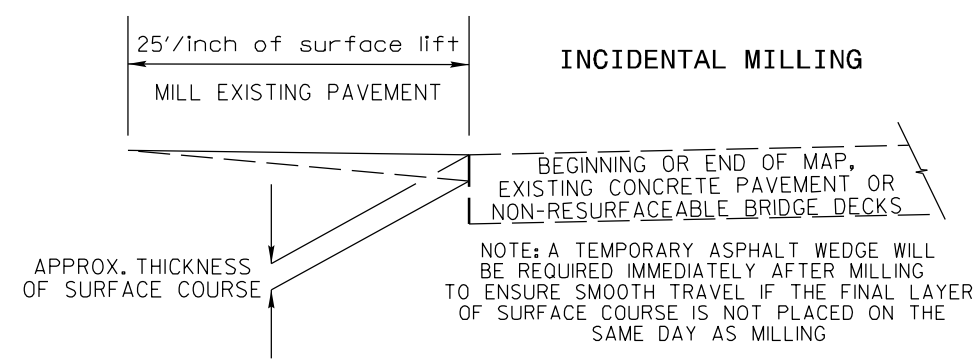 25'/inch of surface lift
MILL EXISTING PAVEMENT
INCIDENTAL MILLING
BEGINNING OR END OF MAP,
EXISTING CONCRETE PAVEMENT OR
NON-RESURFACEABLE BRIDGE DECKS
APPROX. THICKNESS
OF SURFACE COURSE
NOTE: A TEMPORARY ASPHALT WEDGE WILL
BE REQUIRED IMMEDIATELY AFTER MILLING
TO ENSURE SMOOTH TRAVEL IF THE FINAL LAYER
OF SURFACE COURSE IS NOT PLACED ON THE
SAME DAY AS MILLING